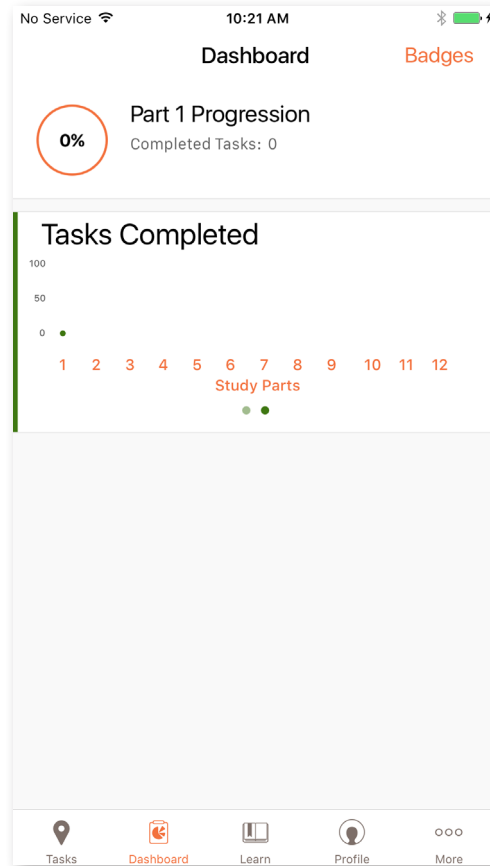 No Service 10:21 AM
Dashboard Badges
0%
Part 1 Progression
Completed Tasks: 0
Tasks Completed
100
50
0
1 2 3 4 5 6 7 8 9 10 11 12
Study Parts
Tasks Dashboard Learn Profile More